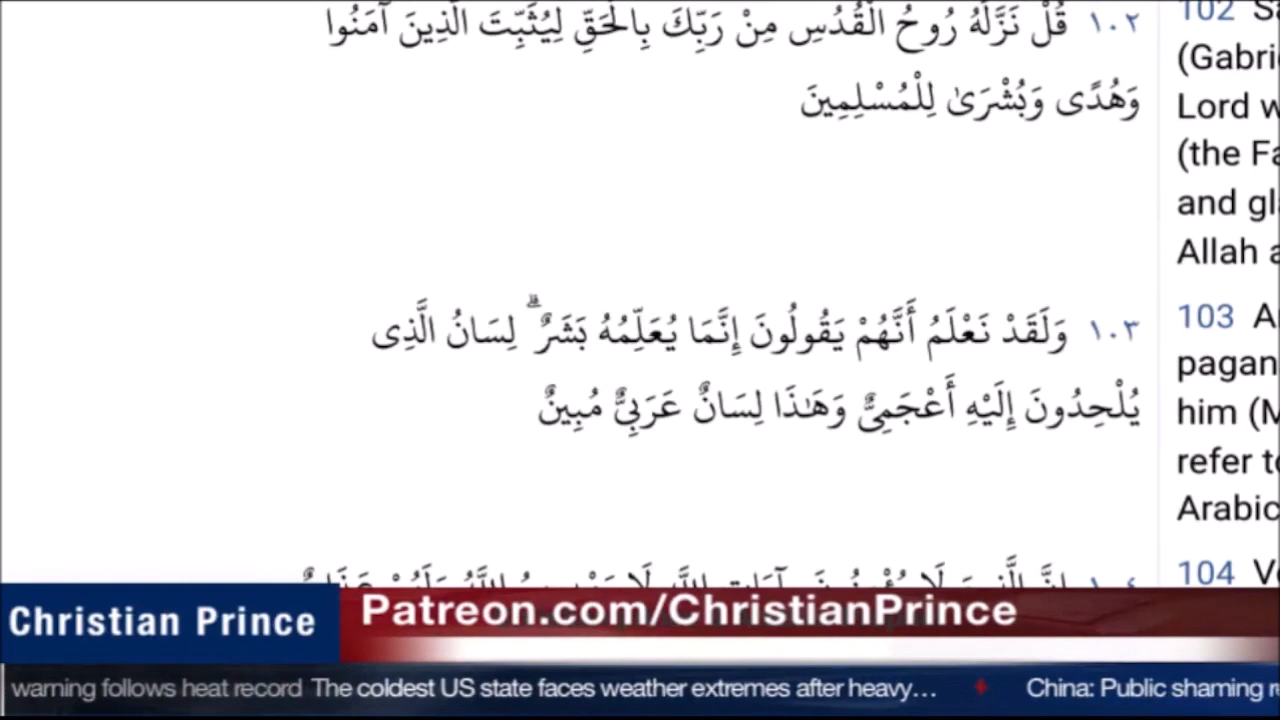 ١٠٢ قُلْ نَزَّلَهُ رُوحُ الْقُدُسِ مِنْ رَبِّكَ بِالْحَقِّ لِيُثَبِّتَ الَّذِينَ آمَنُوا
وَهُدًى وَبُشْرَىٰ لِلْمُسْلِمِينَ
١٠٣ وَلَقَدْ نَعْلَمُ أَنَّهُمْ يَقُولُونَ إِنَّمَا يُعَلِّمُهُ بَشَرٌ ۗ لِسَانُ الَّذِى
يُلْحِدُونَ إِلَيْهِ أَعْجَمِىٌّ وَهَـٰذَا لِسَانٌ عَرَبِىٌّ مُبِينٌ
102
(Gabri
Lord w
(the Fa
and gl
Allah a
103 A
pagan
him (M
refer t
Arabic
104 V
Christian Prince
Patreon.com/ChristianPrince
warning follows heat record The coldest US state faces weather extremes after heavy... China: Public shaming